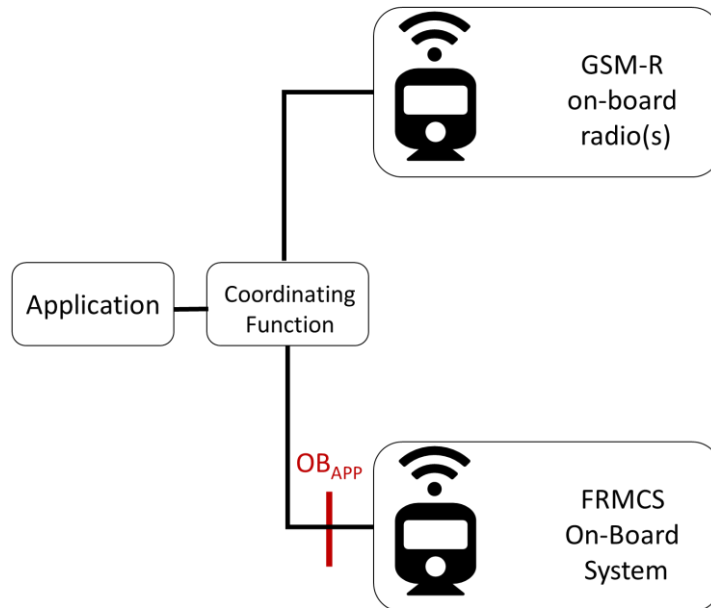 GSM-R
on-board
radio(s)
Application
Coordinating
Function
OBAPP
FRMCS
On-Board
System